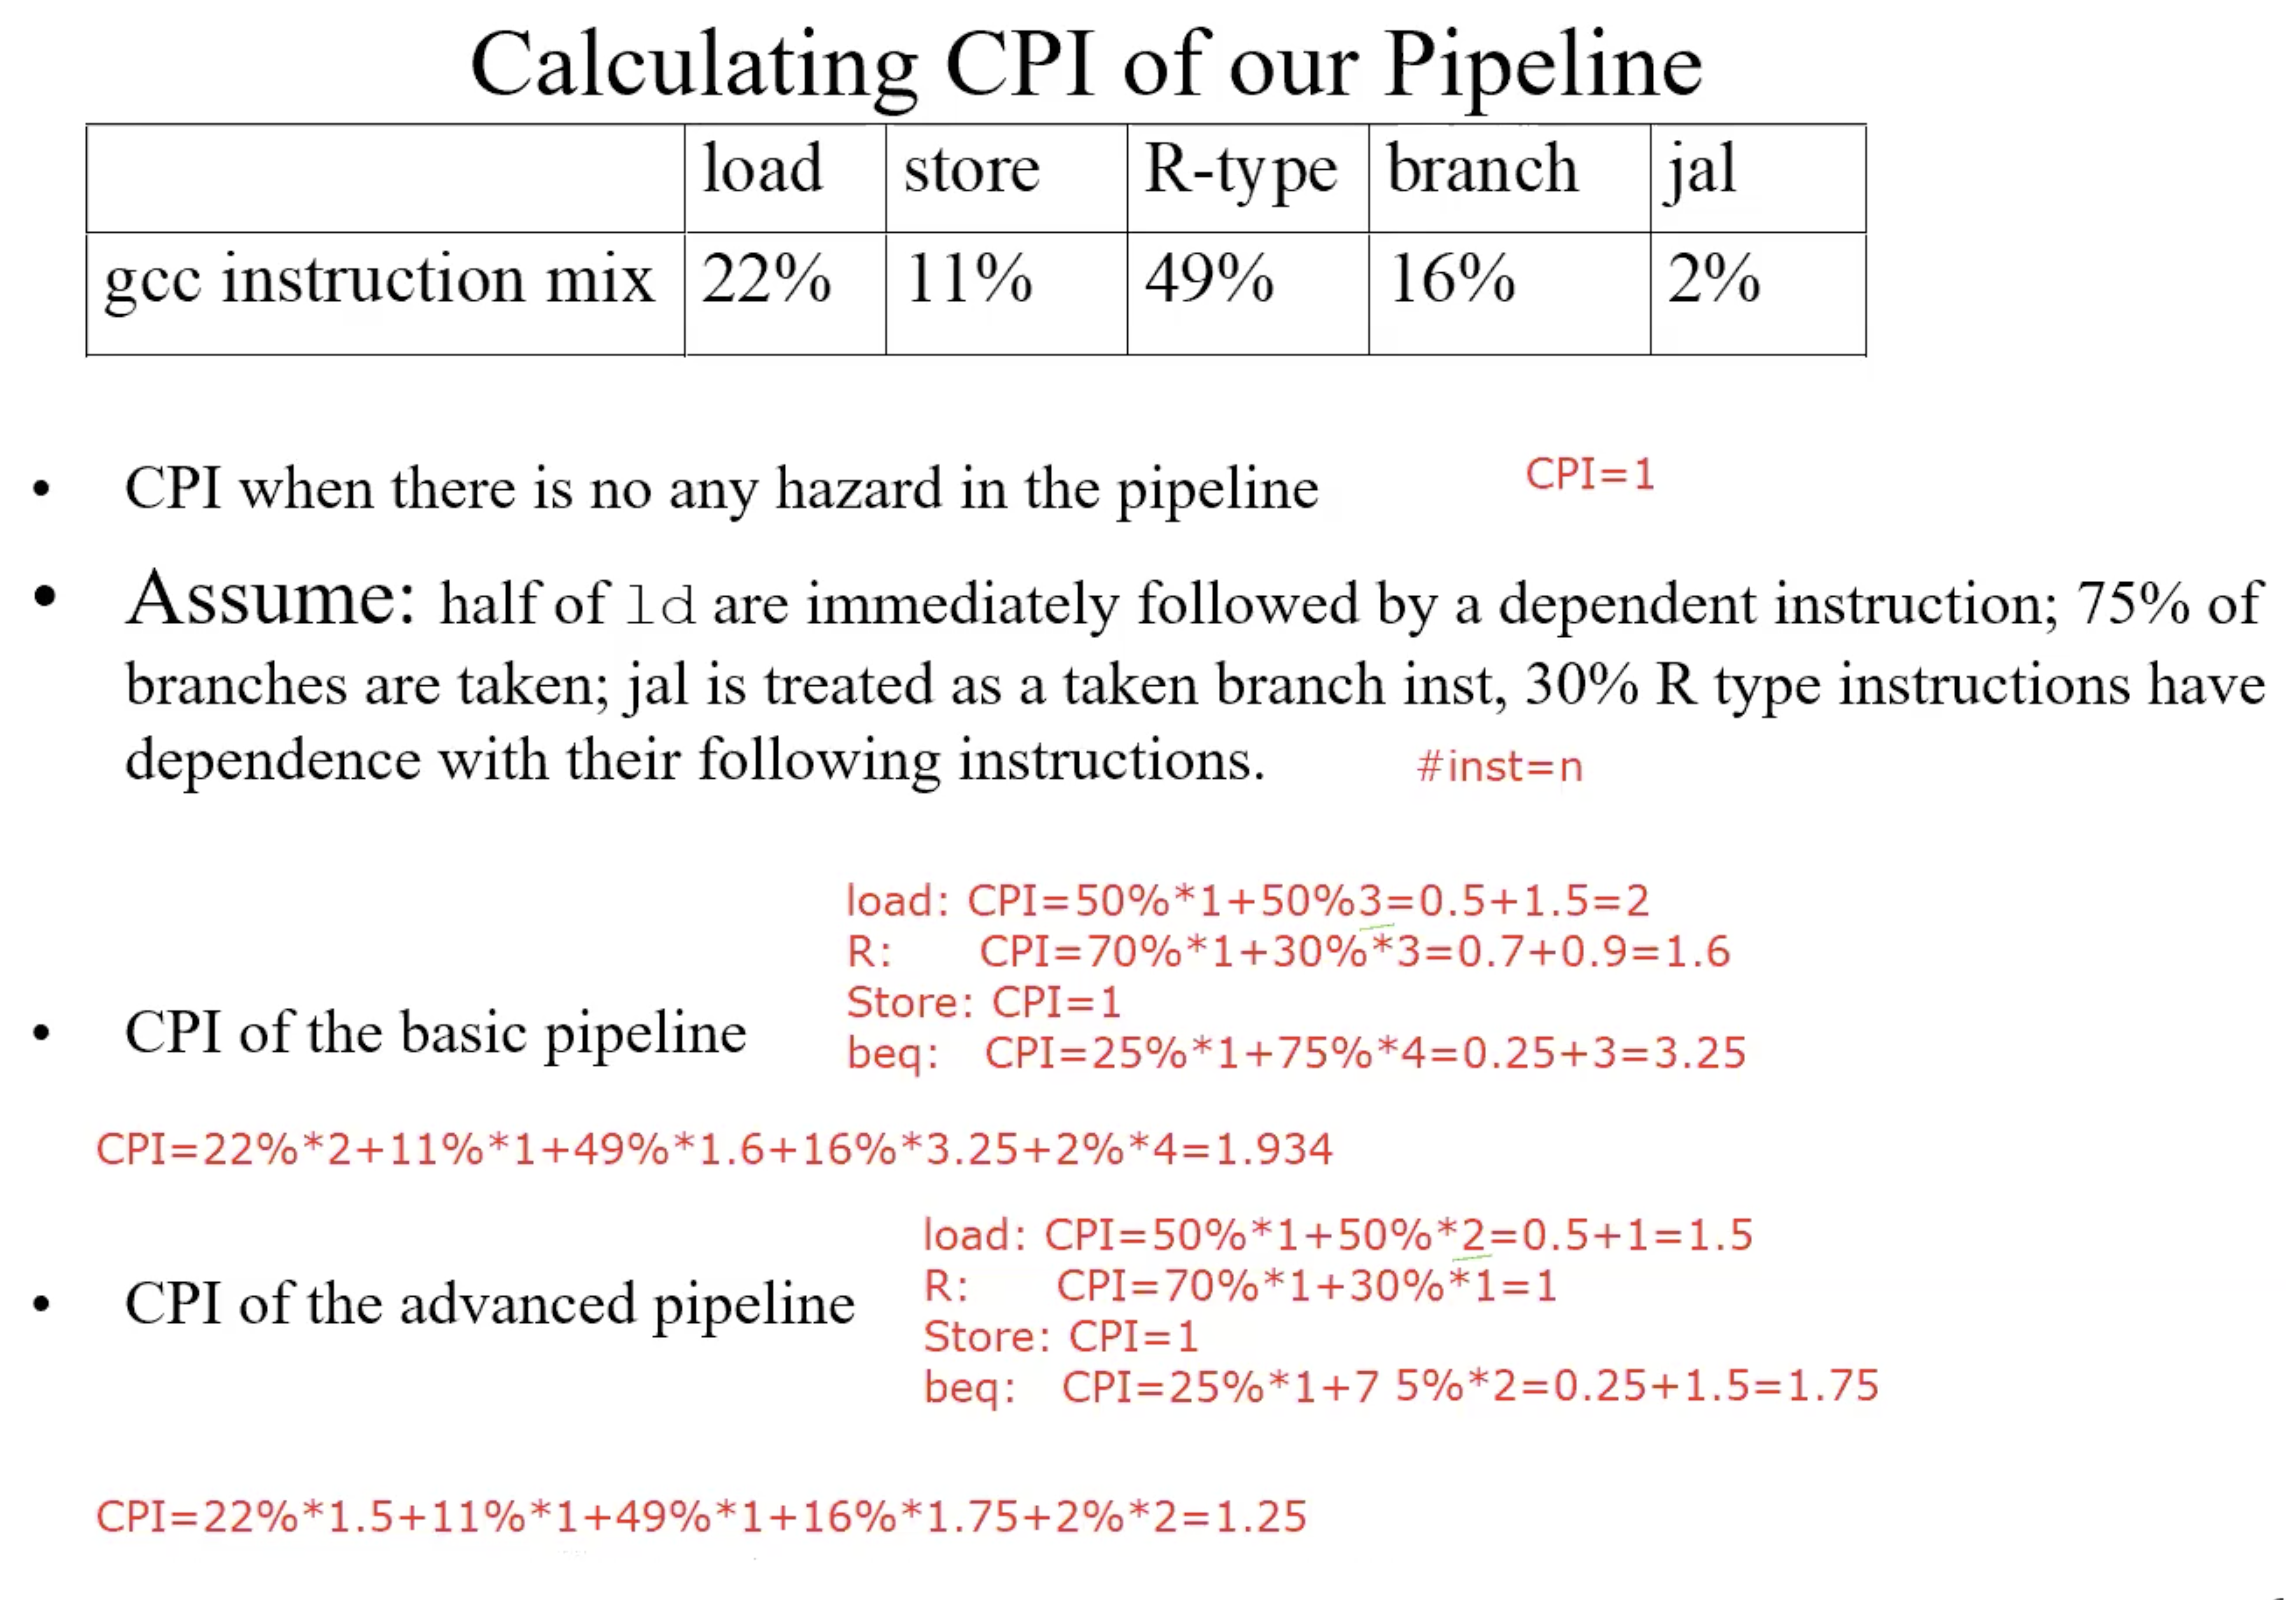 Calculating CPI of our Pipeline
load store R-type branch jal
gcc instruction mix 22% 11% 49% 16% 2%
• CPI when there is no any hazard in the pipeline CPI=1
• Assume: half of ld are immediately followed by a dependent instruction; 75% of
branches are taken; jal is treated as a taken branch inst, 30% R type instructions have
dependence with their following instructions. #inst=n
load: CPI=50%*1+50%3=0.5+1.5=2
R: CPI=70%*1+30%*3=0.7+0.9=1.6
Store: CPI=1
• CPI of the basic pipeline
beq: CPI=25%*1+75%*4=0.25+3=3.25
CPI=22%*2+11%*1+49%*1.6+16%*3.25+2%*4=1.934
load: CPI=50%*1+50%*2=0.5+1=1.5
R: CPI=70%*1+30%*1=1
• CPI of the advanced pipeline
Store: CPI=1
beq: CPI=25%*1+7 5%*2=0.25+1.5=1.75
CPI=22%*1.5+11%*1+49%*1+16%*1.75+2%*2=1.25